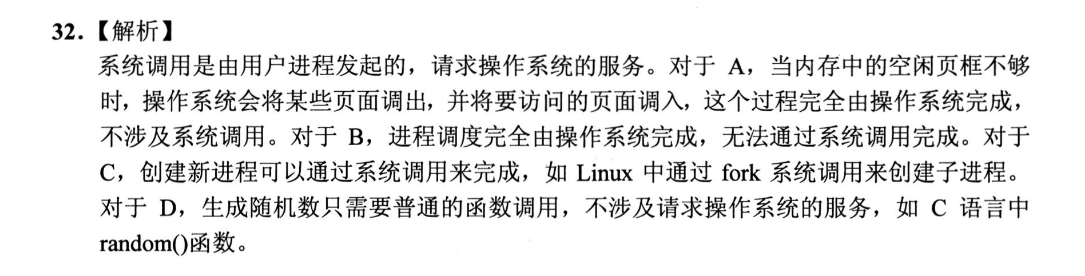 32.【解析】
系统调用是由用户进程发起的，请求操作系统的服务。对于 A，当内存中的空闲页框不够
时，操作系统会将某些页面调出，并将要访问的页面调入，这个过程完全由操作系统完成，
不涉及系统调用。对于 B，进程调度完全由操作系统完成，无法通过系统调用完成。对于
C，创建新进程可以通过系统调用来完成，如 Linux 中通过 fork 系统调用来创建子进程。
对于 D，生成随机数只需要普通的函数调用，不涉及请求操作系统的服务，如 C 语言中
random()函数。